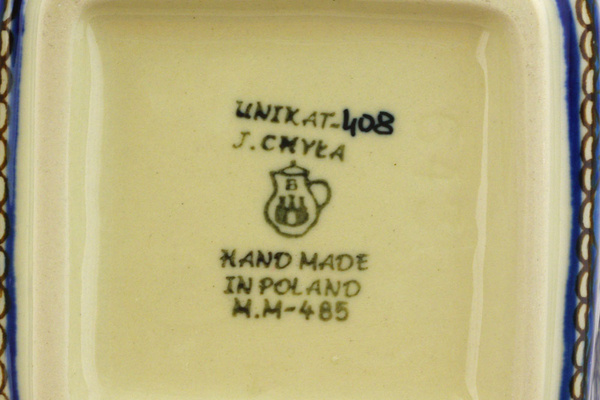 UNIKAT-408
J. CHYŁA
B
HAND MADE
IN POLAND
M.M-485